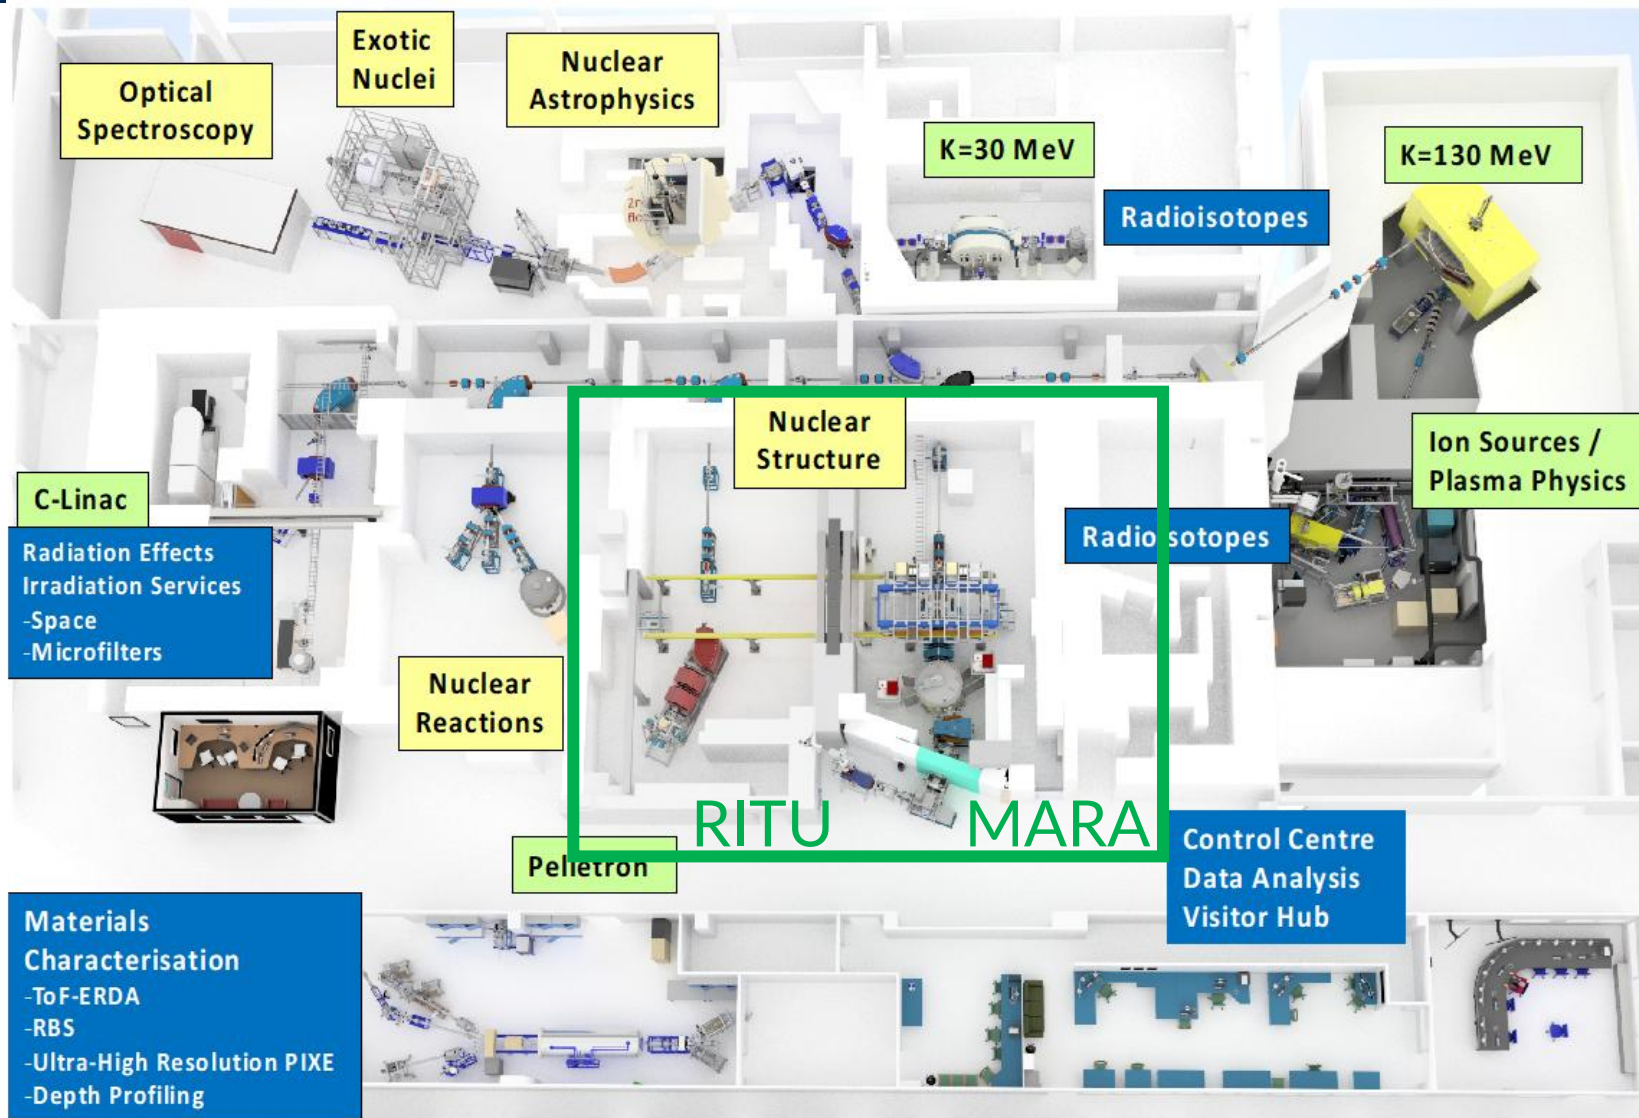 Optical
Spectroscopy
Exotic
Nuclei
Nuclear
Astrophysics
K=30 MeV
K=130 MeV
Radioisotopes
Nuclear
Structure
Ion Sources /
Plasma Physics
C-Linac
Radiation Effects
Irradiation Services
-Space
-Microfilters
Radioisotopes
Nuclear
Reactions
RITU
MARA
Pelletron
Control Centre
Data Analysis
Visitor Hub
Materials
Characterisation
-ToF-ERDA
-RBS
-Ultra-High Resolution PIXE
-Depth Profiling